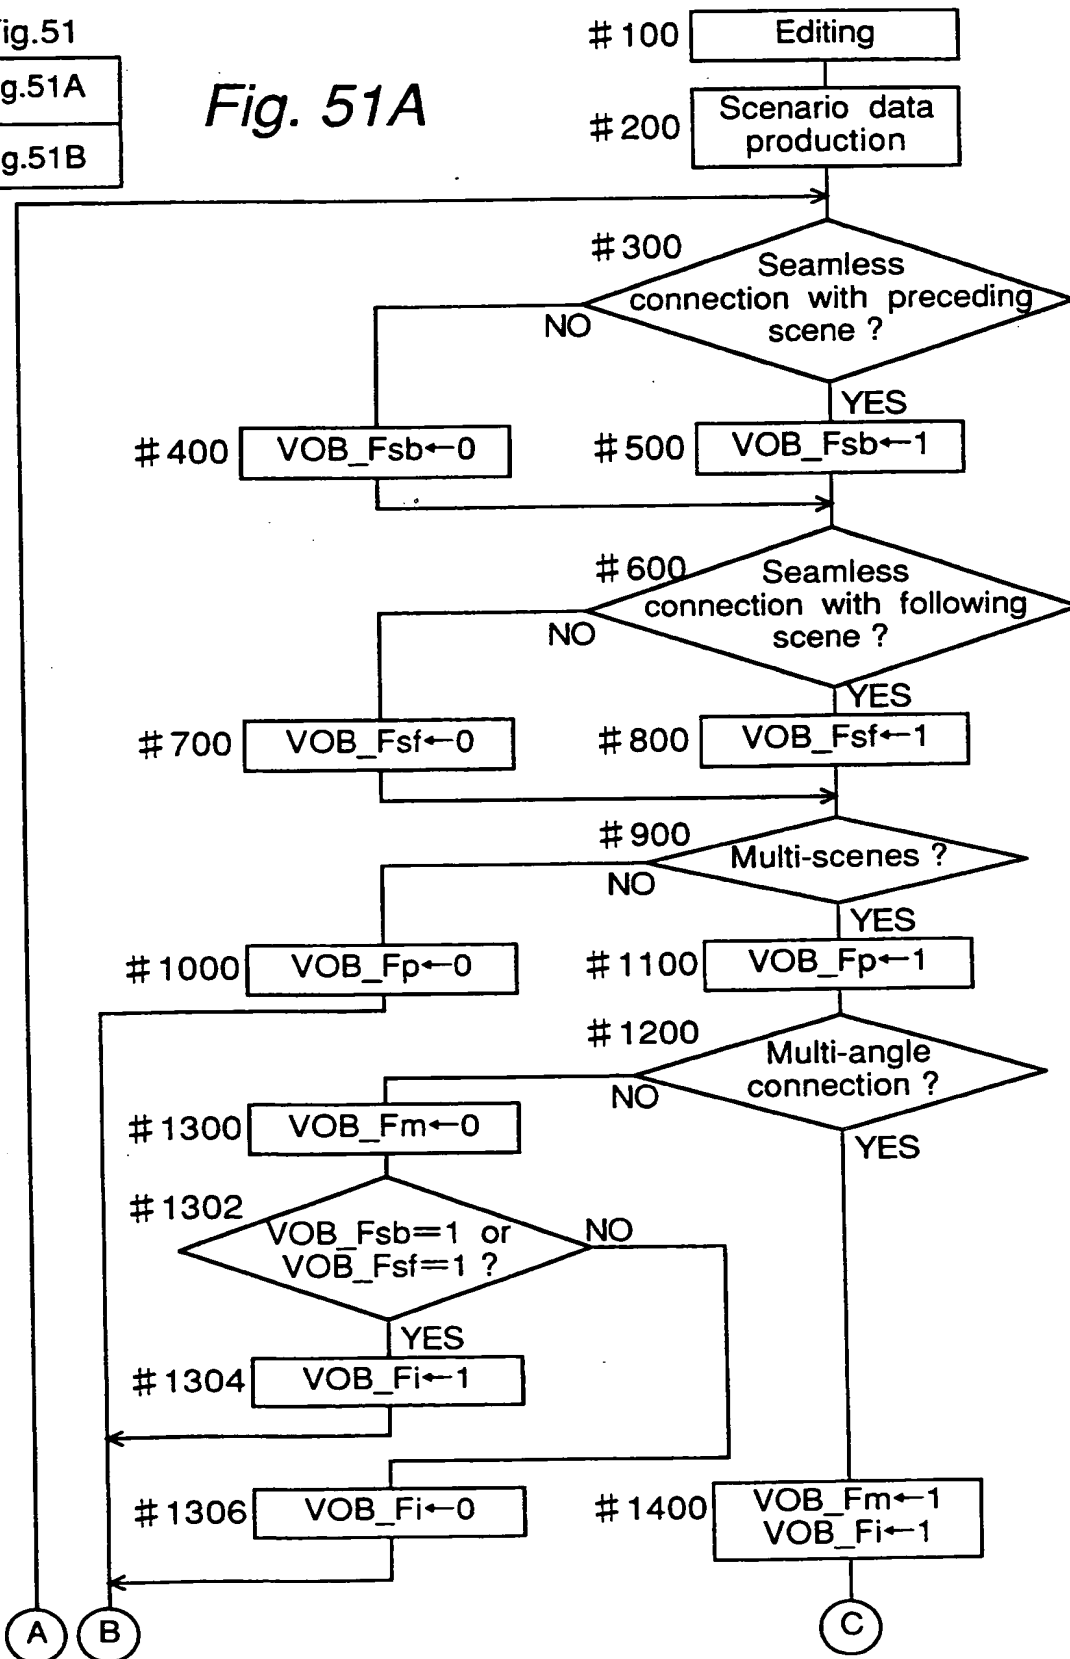 ig.51
g.51A
g.51B
Fig. 51A
#100
Editing
#200
Scenario data
production
#300
Seamless
connection with preceding
scene ?
NO
YES
#400
VOB_Fsb←0
#500
VOB_Fsb←1
#600
Seamless
connection with following
scene ?
NO
YES
#700
VOB_Fsf←0
#800
VOB_Fsf←1
#900
Multi-scenes ?
NO
YES
#1000
VOB_Fp←0
#1100
VOB_Fp←1
#1200
Multi-angle
connection ?
NO
YES
#1300
VOB_Fm←0
#1302
VOB_Fsb=1 or
VOB_Fsf=1 ?
NO
YES
#1304
VOB_Fi←1
#1306
VOB_Fi←0
#1400
VOB_Fm←1
VOB_Fi←1
A
B
C